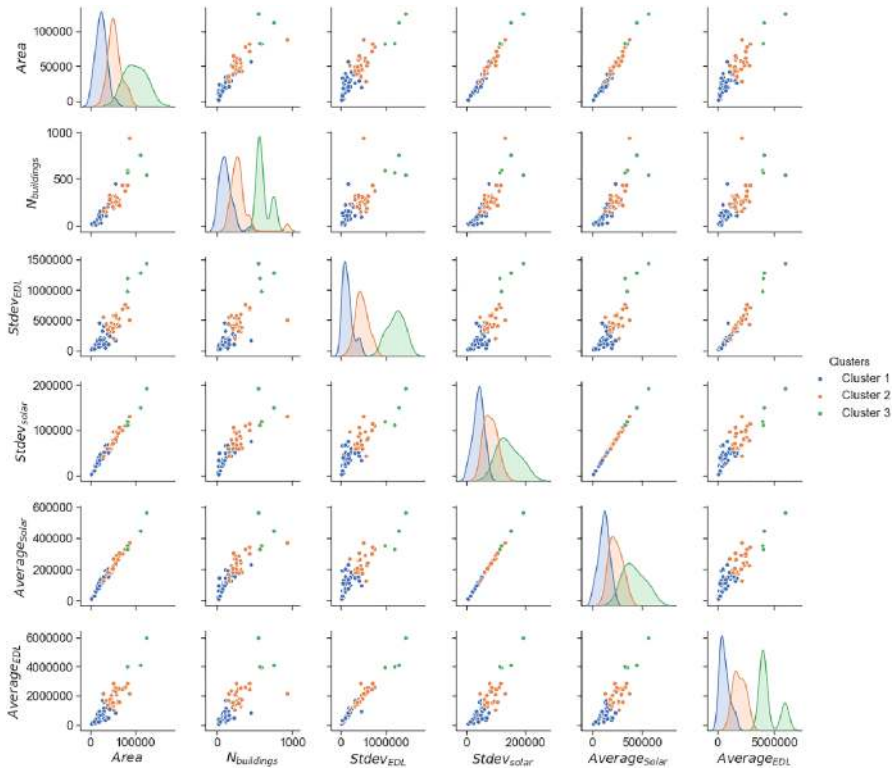 Area
100000
50000
0
N_buildings
1000
500
0
Stdev_EDL
1500000
1000000
500000
0
Stdev_solar
200000
100000
0
Average_Solar
600000
400000
200000
0
Average_EDL
6000000
4000000
2000000
0
0 100000
Area
0 1000
N_buildings
0 1000000
Stdev_EDL
0 200000
Stdev_solar
0 500000
Average_Solar
0 5000000
Average_EDL
Clusters
Cluster 1
Cluster 2
Cluster 3